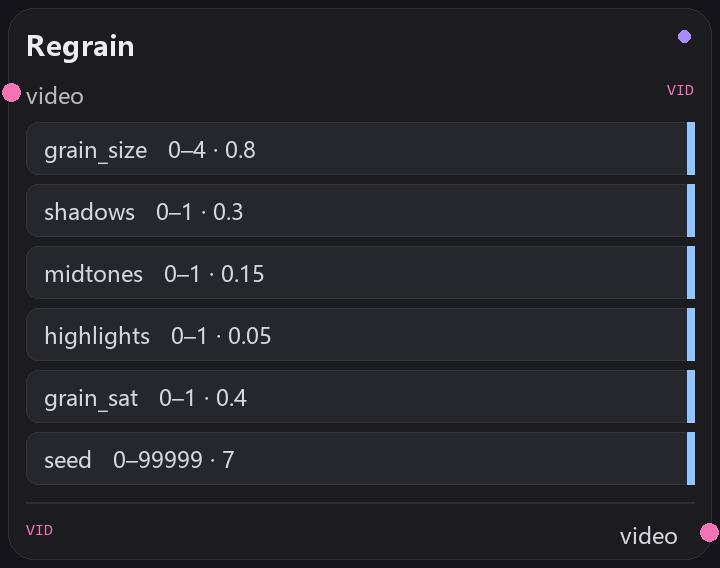 Regrain
video VID
grain_size 0–4 · 0.8
shadows 0–1 · 0.3
midtones 0–1 · 0.15
highlights 0–1 · 0.05
grain_sat 0–1 · 0.4
seed 0–99999 · 7
VID video